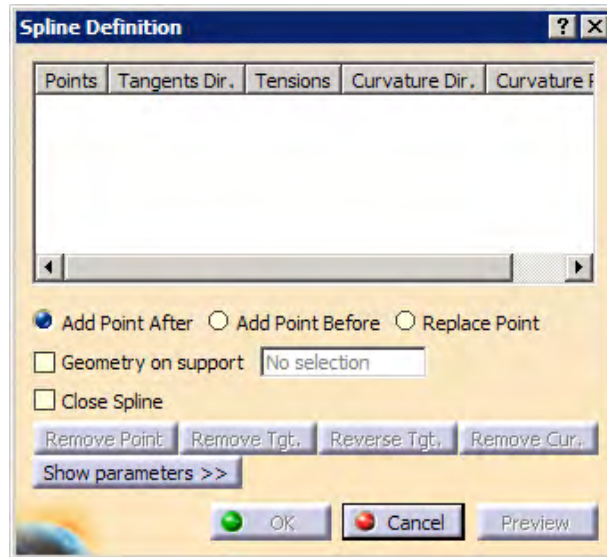 Spline Definition
Points Tangents Dir. Tensions Curvature Dir. Curvature
Add Point After Add Point Before Replace Point
Geometry on support No selection
Close Spline
Remove Point Remove Tgt. Reverse Tgt. Remove Cur.
Show parameters >>
OK Cancel Preview